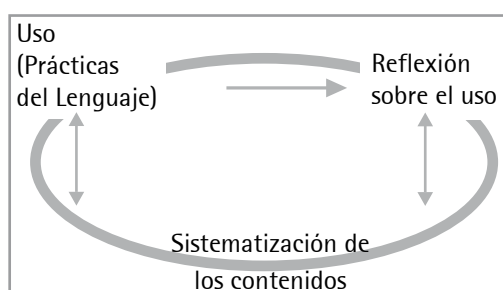 Uso
(Prácticas
del Lenguaje)
Reflexión
sobre el uso
Sistematización de
los contenidos